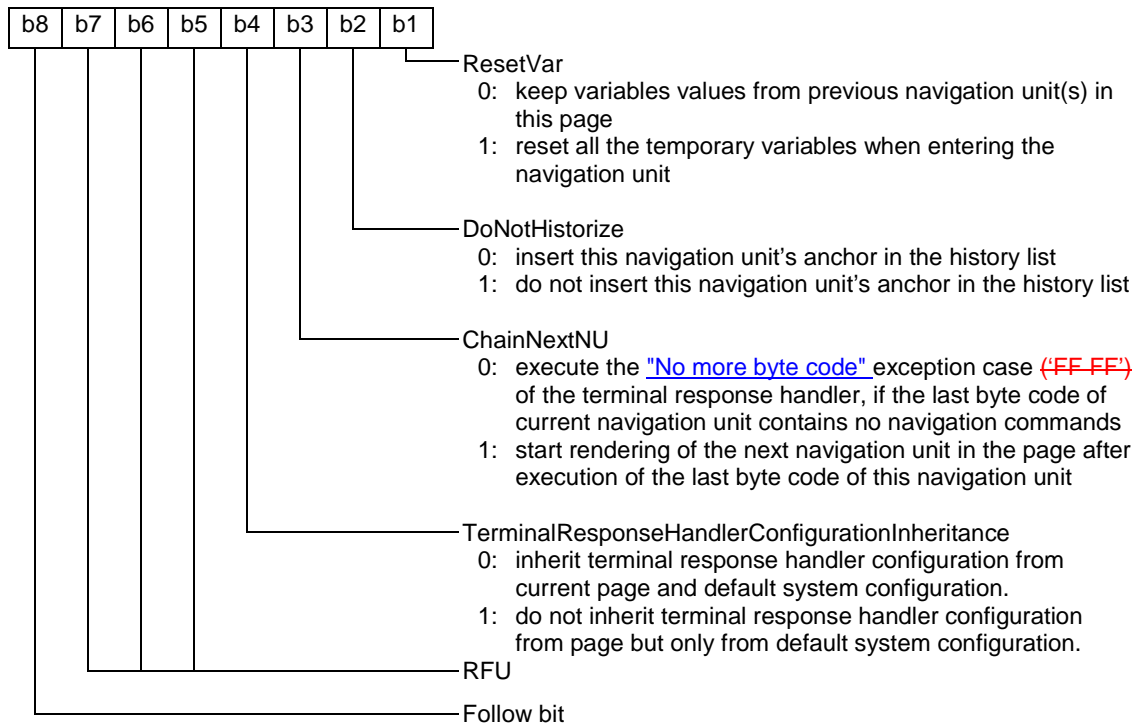 b8 b7 b6 b5 b4 b3 b2 b1
ResetVar
0: keep variables values from previous navigation unit(s) in
this page
1: reset all the temporary variables when entering the
navigation unit
DoNotHistorize
0: insert this navigation unit's anchor in the history list
1: do not insert this navigation unit's anchor in the history list
ChainNextNU
0: execute the "No more byte code" exception case (‘FF FF’)
of the terminal response handler, if the last byte code of
current navigation unit contains no navigation commands
1: start rendering of the next navigation unit in the page after
execution of the last byte code of this navigation unit
TerminalResponseHandlerConfigurationInheritance
0: inherit terminal response handler configuration from
current page and default system configuration.
1: do not inherit terminal response handler configuration
from page but only from default system configuration.
RFU
Follow bit